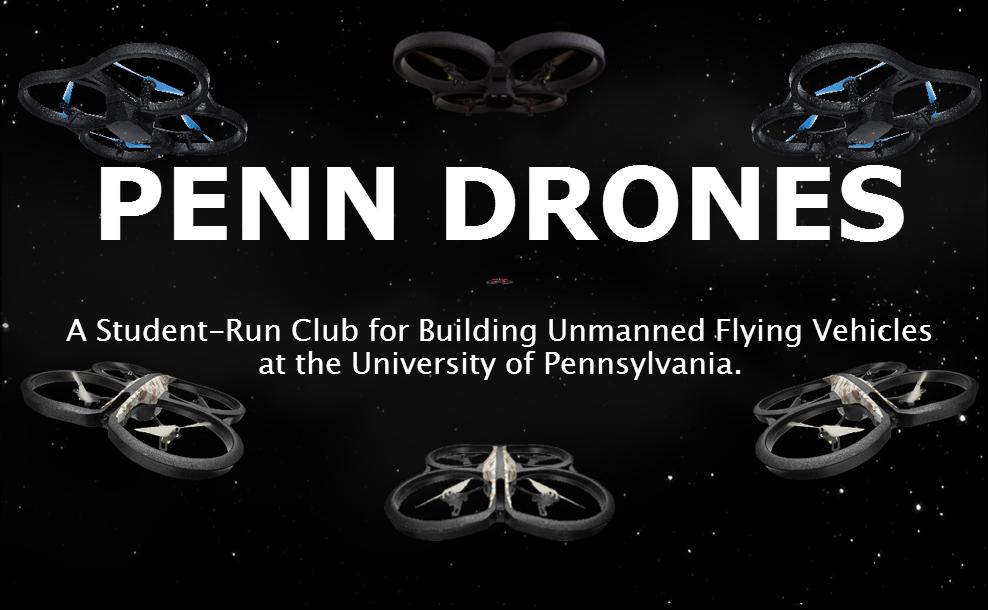 PENN DRONES
A Student-Run Club for Building Unmanned Flying Vehicles
at the University of Pennsylvania.